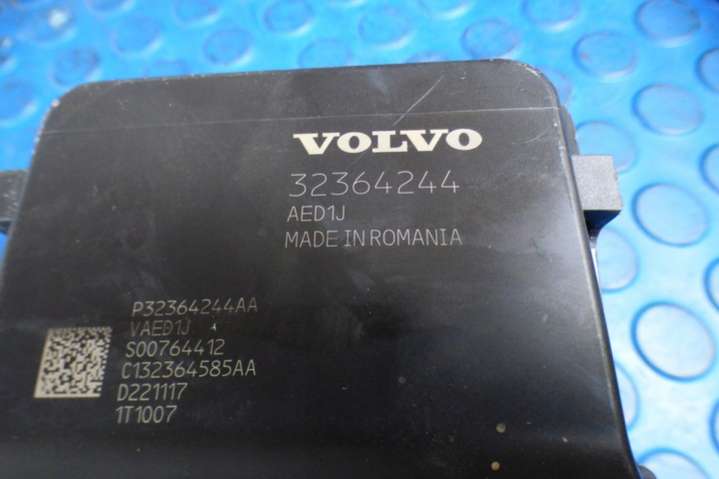 VOLVO
32364244
AED1J
MADE IN ROMANIA
P32364244AA
VAED1J
S00764412
C132364585AA
D221117
1T1007